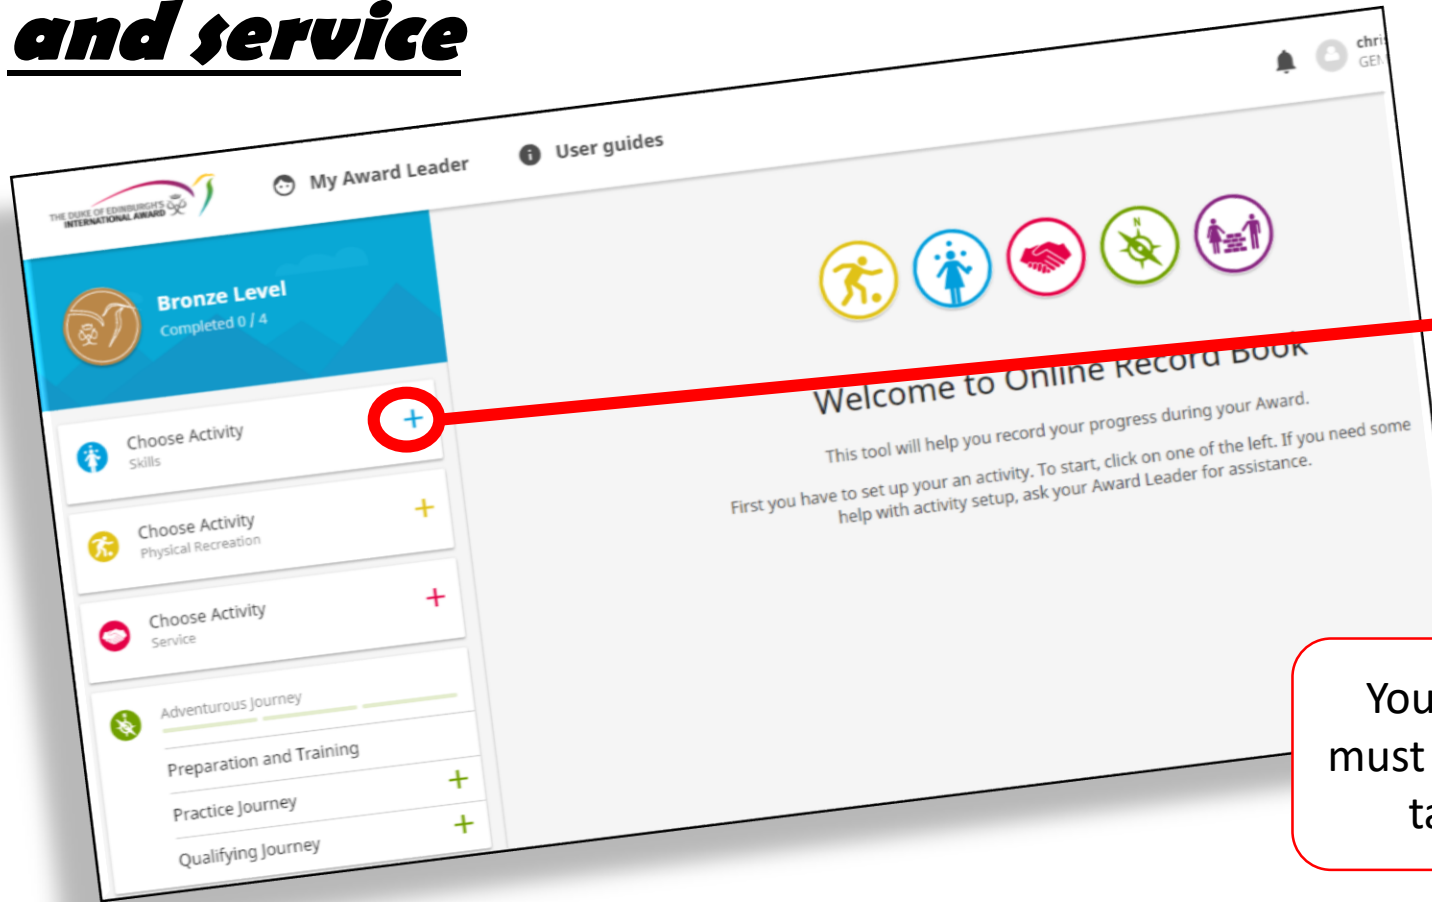 and service
THE DUKE OF EDINBURGH'S
INTERNATIONAL AWARD
My Award Leader
User guides
chri
GEN
Bronze Level
Completed 0 / 4
Choose Activity
Skills
Choose Activity
Physical Recreation
Choose Activity
Service
Adventurous Journey
Preparation and Training
Practice Journey
Qualifying Journey
N
Welcome to Online Record Book
This tool will help you record your progress during your Award.
First you have to set up your an activity. To start, click on one of the left. If you need some
help with activity setup, ask your Award Leader for assistance.
You
must
ta